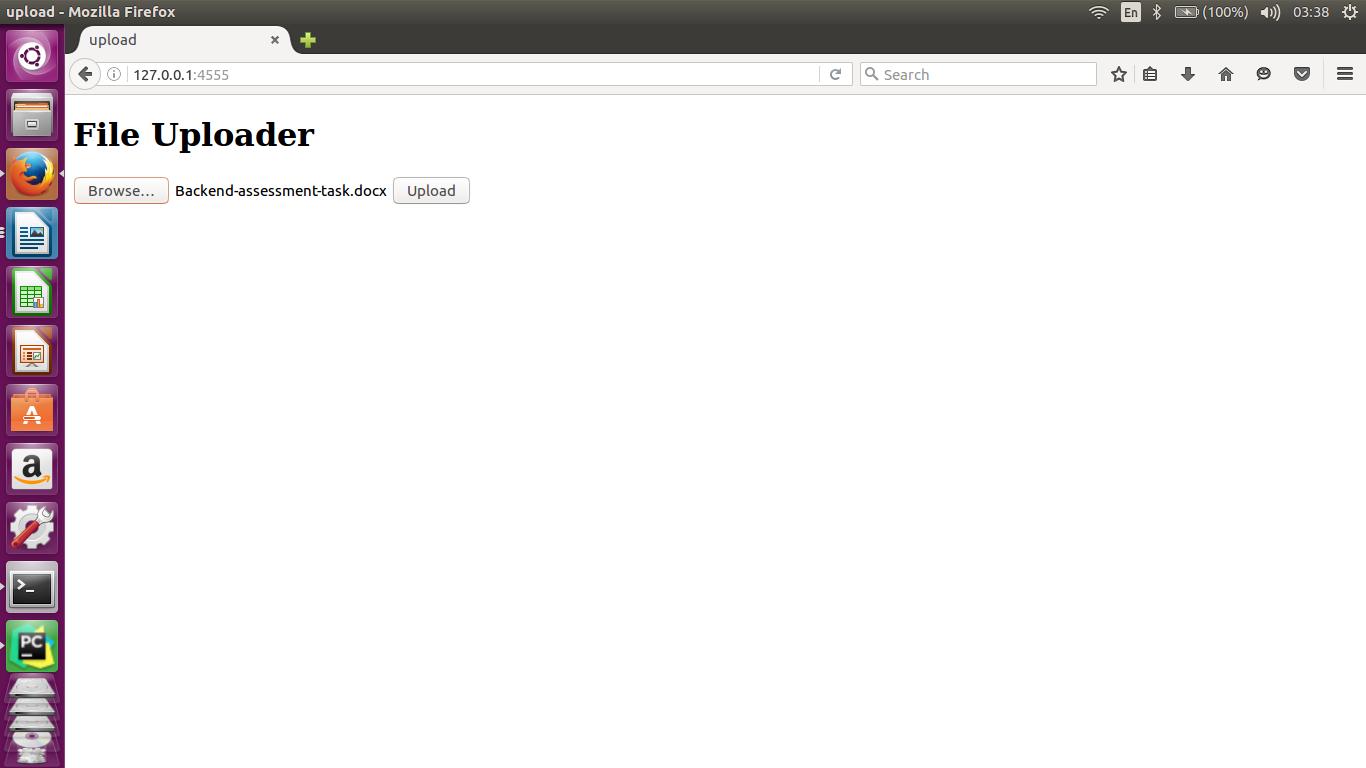 upload - Mozilla Firefox
En
(100%)
03:38
upload
127.0.0.1:4555
Search
File Uploader
Browse...
Backend-assessment-task.docx
Upload
A
a
>_
PC